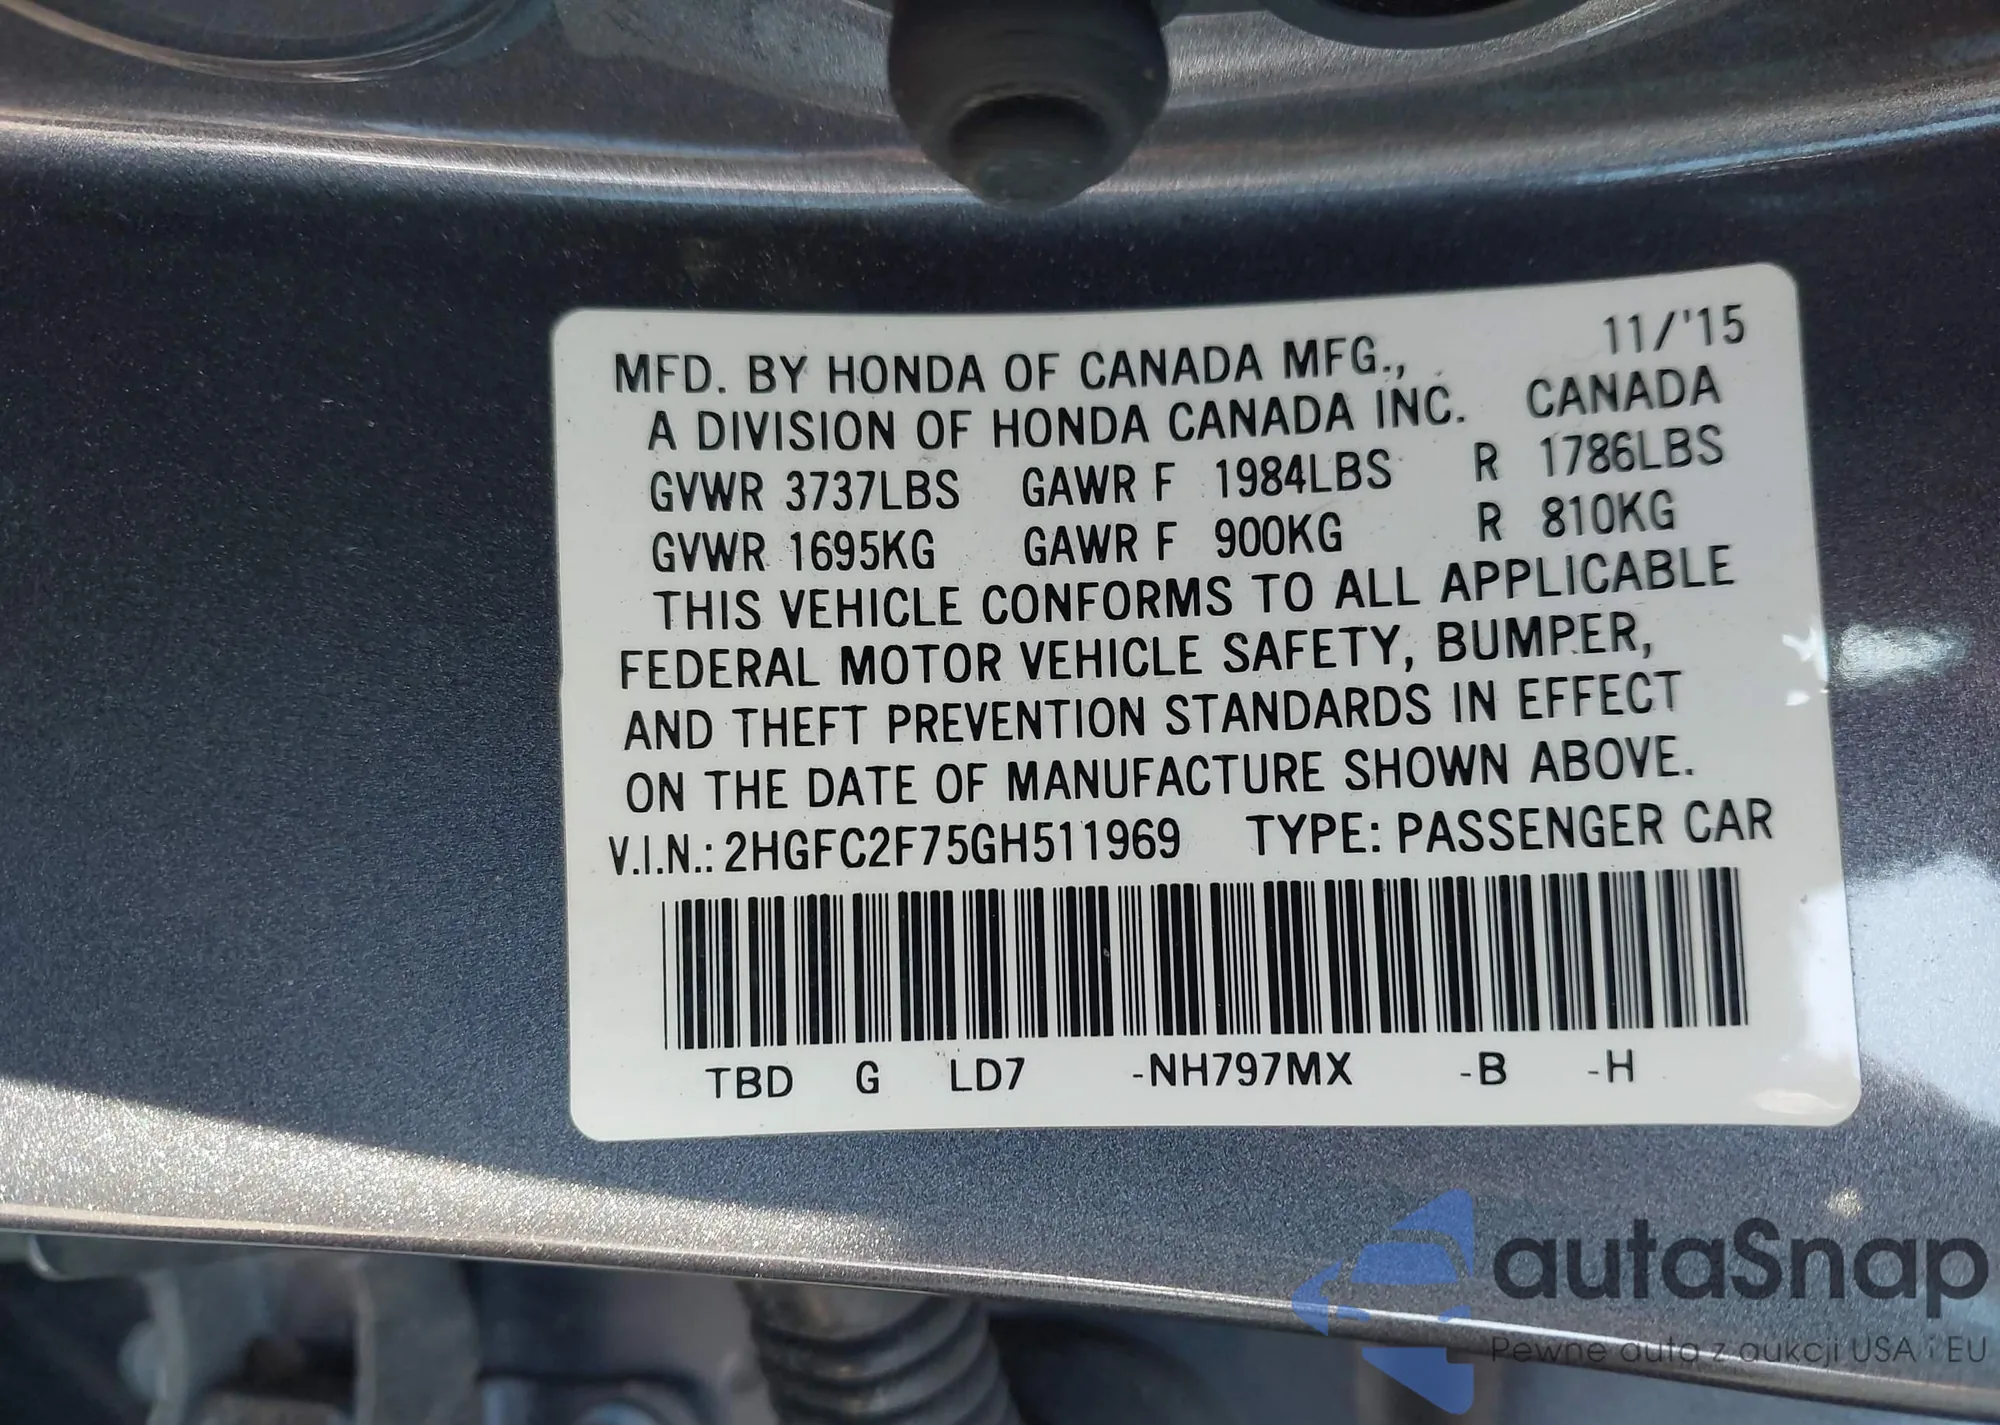 11/'15
MFD. BY HONDA OF CANADA MFG.,
A DIVISION OF HONDA CANADA INC. CANADA
GVWR 3737LBS GAWR F 1984LBS R 1786LBS
GVWR 1695KG GAWR F 900KG R 810KG
THIS VEHICLE CONFORMS TO ALL APPLICABLE
FEDERAL MOTOR VEHICLE SAFETY, BUMPER,
AND THEFT PREVENTION STANDARDS IN EFFECT
ON THE DATE OF MANUFACTURE SHOWN ABOVE.
V.I.N.: 2HGFC2F75GH511969 TYPE: PASSENGER CAR
TBD G LD7 -NH797MX -B -H
autaSnap
Pewne auta z aukcji USA i EU